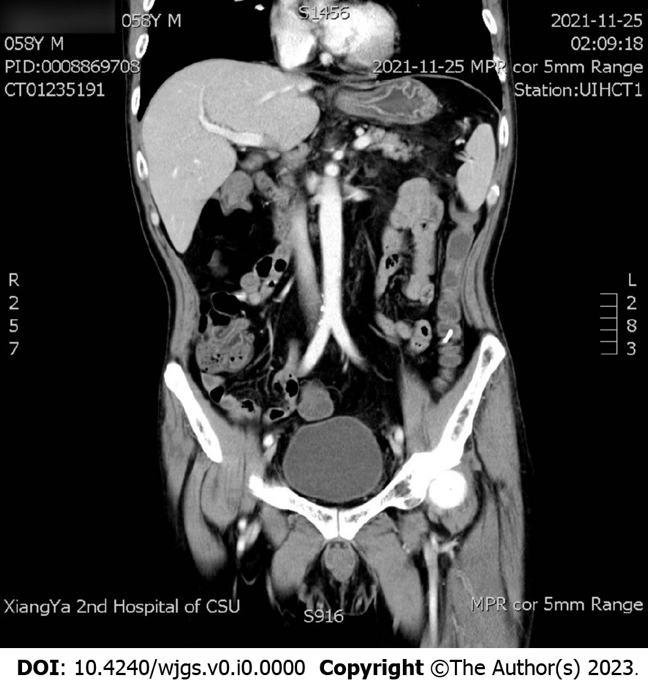 058Y M
S1456
2021-11-25
058Y M
02:09:18
PID:0008869708
2021-11-25 MPR cor 5mm Range
CT01235191
Station:UIHCT1
R
2
5
7
L
2
8
3
XiangYa 2nd Hospital of CSU
S916
MPR cor 5mm Range
DOI: 10.4240/wjgs.v0.i0.0000 Copyright ©The Author(s) 2023.